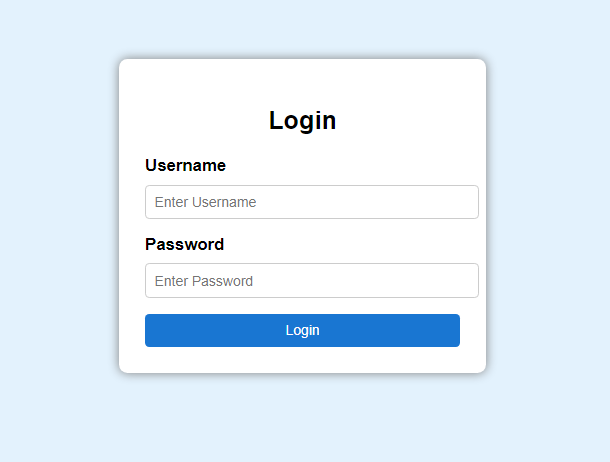 Login
Username
Enter Username
Password
Enter Password
Login